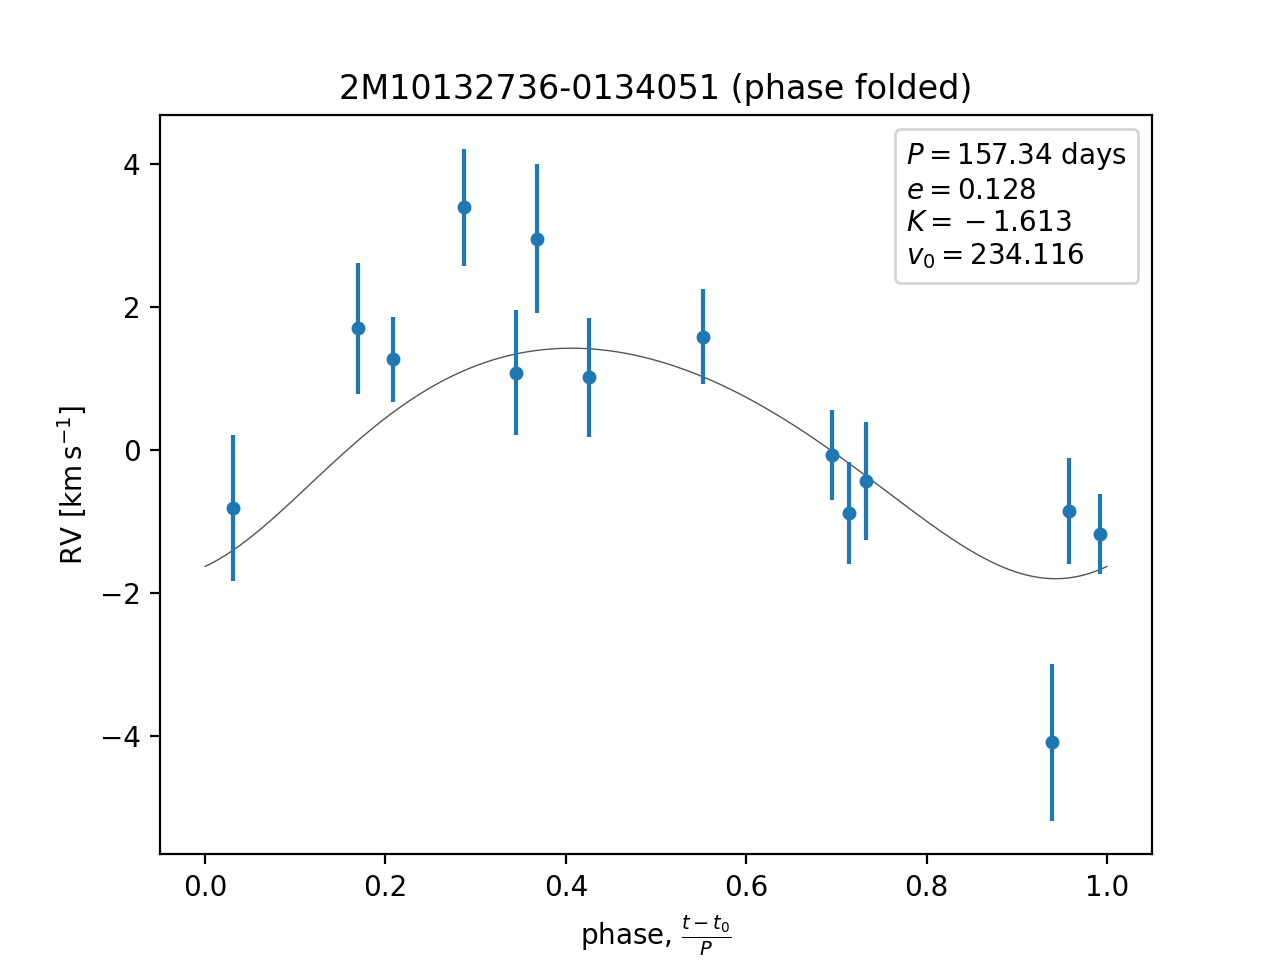 2M10132736-0134051 (phase folded)
P = 157.34 days
e = 0.128
K = −1.613
v₀ = 234.116
RV [km s⁻¹]
4
2
0
−2
−4
0.0 0.2 0.4 0.6 0.8 1.0
phase, (t − t₀)/P